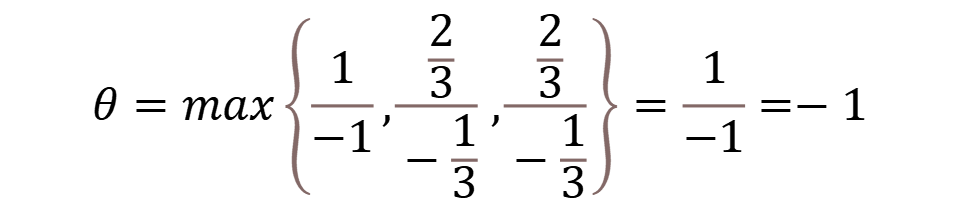 θ = max { 1/−1 , 2/3 / −1/3 , 2/3 / −1/3 } = 1/−1 =− 1